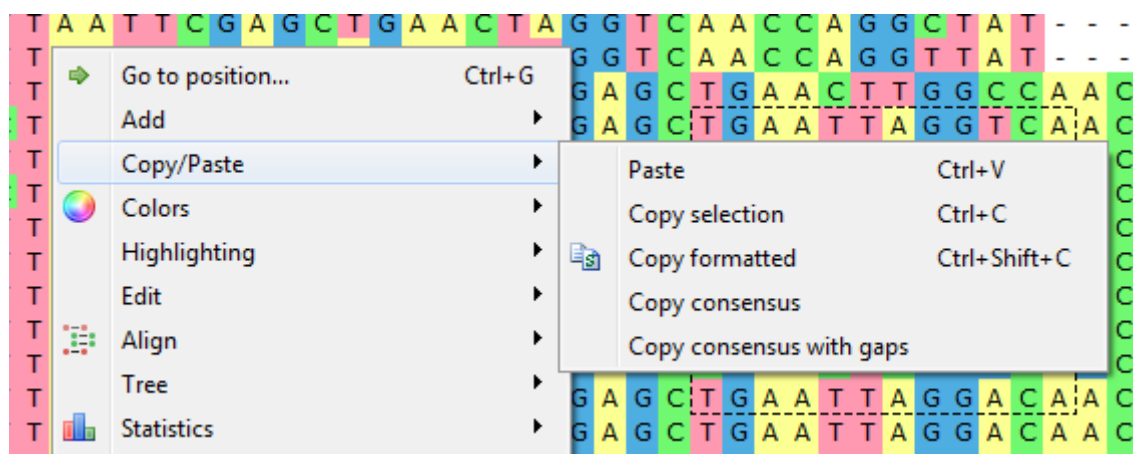 T A A T T C G A G C T G A A C T A G G T C A A C C A G G C T A T - - -
T G G T C A A C C A G G T T A T - - -
Go to position... Ctrl+G
T G A G C T G A A C T T G G C C A A C
Add
T G A G C T G A A T T A G G T C A A C
T Copy/Paste C
Paste Ctrl+V
T Colors C
Copy selection Ctrl+C
T C
T Highlighting C
Copy formatted Ctrl+Shift+C
T Edit C
Copy consensus
T Align C
Copy consensus with gaps
T C
Tree
T G A G C T G A A T T A G G A C A A C
T Statistics G A G C T G A A T T A G G A C A A C